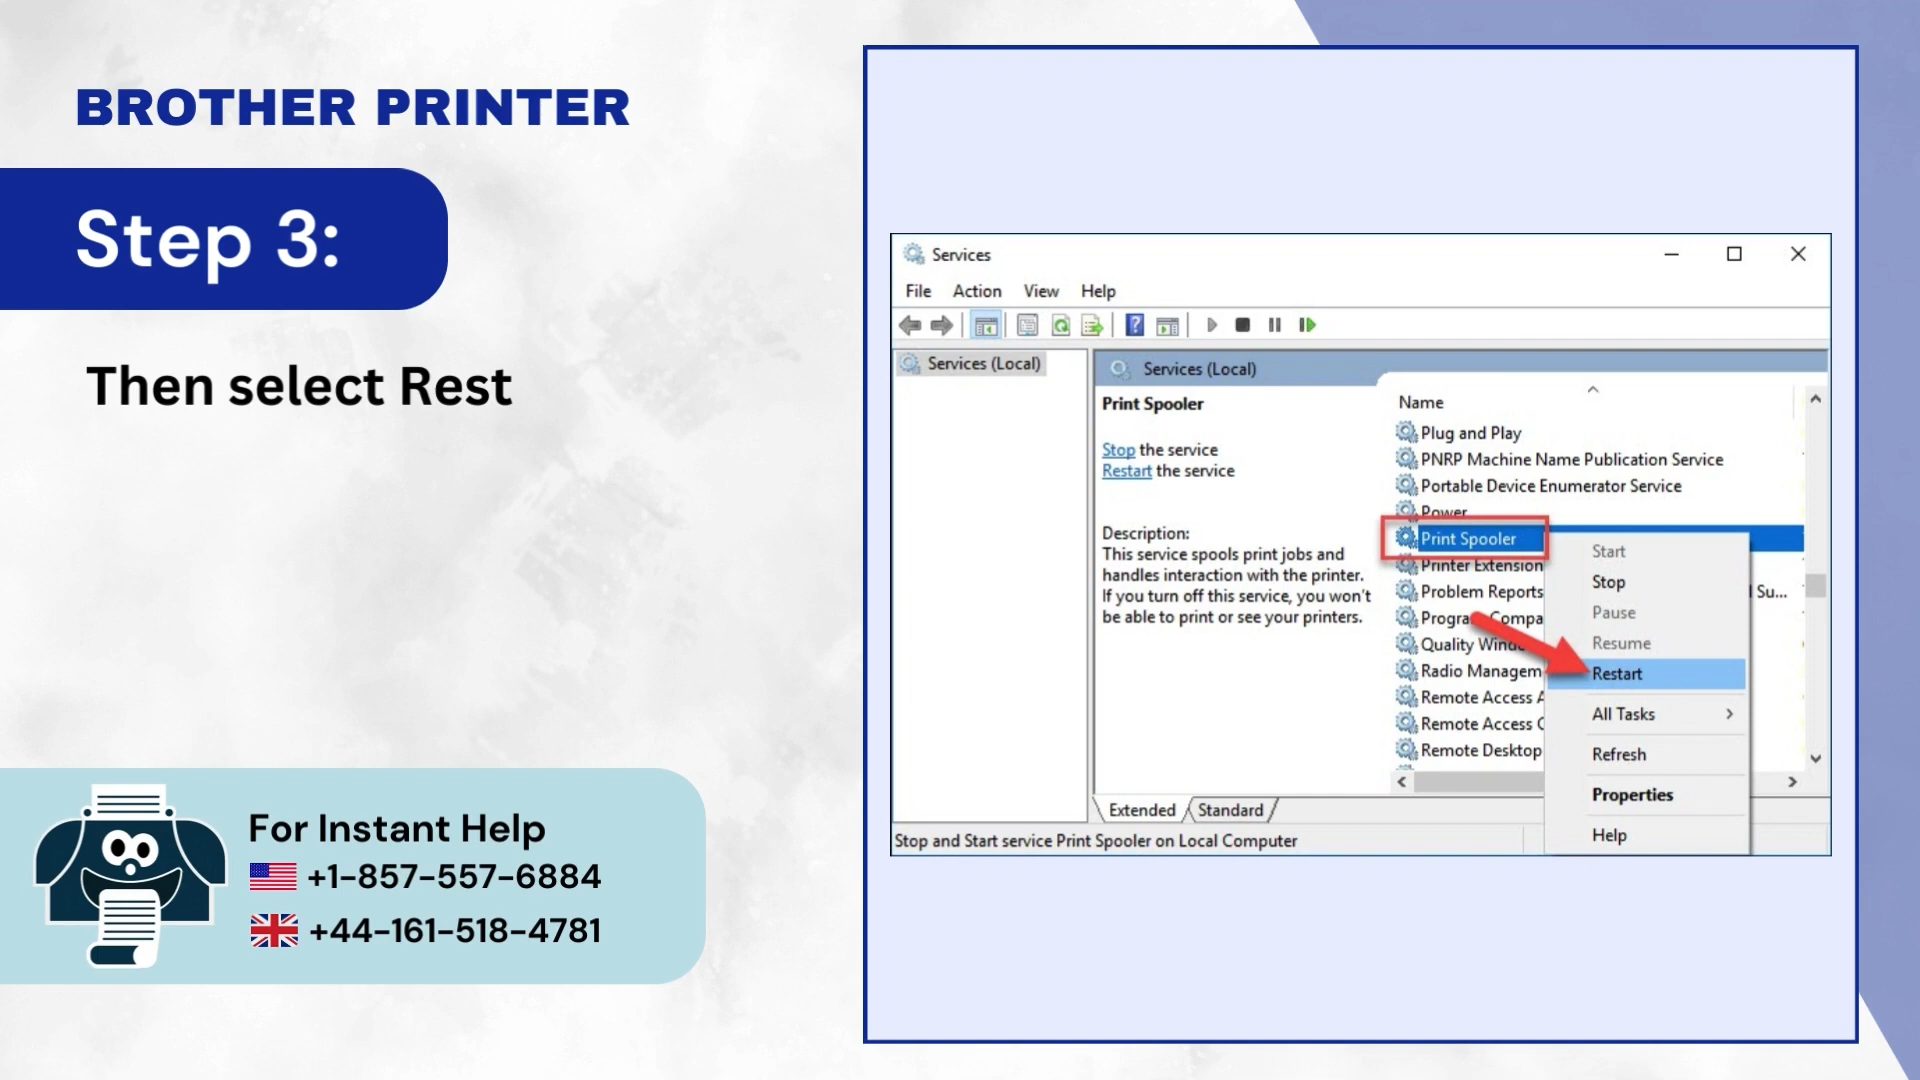 BROTHER PRINTER
Step 3:
Then select Rest
For Instant Help
+1-857-557-6884
+44-161-518-4781
Services
File Action View Help
Services (Local)
Services (Local)
Print Spooler
Stop the service
Restart the service
Description:
This service spools print jobs and
handles interaction with the printer.
If you turn off this service, you won't
be able to print or see your printers.
Name
Plug and Play
PNRP Machine Name Publication Service
Portable Device Enumerator Service
Power
Print Spooler
Printer Extension
Problem Reports
Su...
Compa
Quality
Radio Managem
Remote Access A
Remote Access
Remote Desktop
Start
Stop
Pause
Resume
Restart
All Tasks
Refresh
Properties
Help
Extended Standard
Stop and Start service Print Spooler on Local Computer